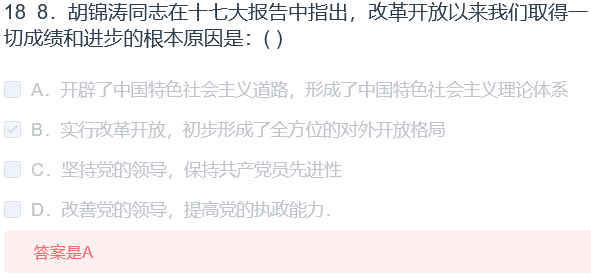 18 8．胡锦涛同志在十七大报告中指出，改革开放以来我们取得一
切成绩和进步的根本原因是：( )
A．开辟了中国特色社会主义道路，形成了中国特色社会主义理论体系
B．实行改革开放，初步形成了全方位的对外开放格局
C．坚持党的领导，保持共产党员先进性
D．改善党的领导，提高党的执政能力．
答案是A